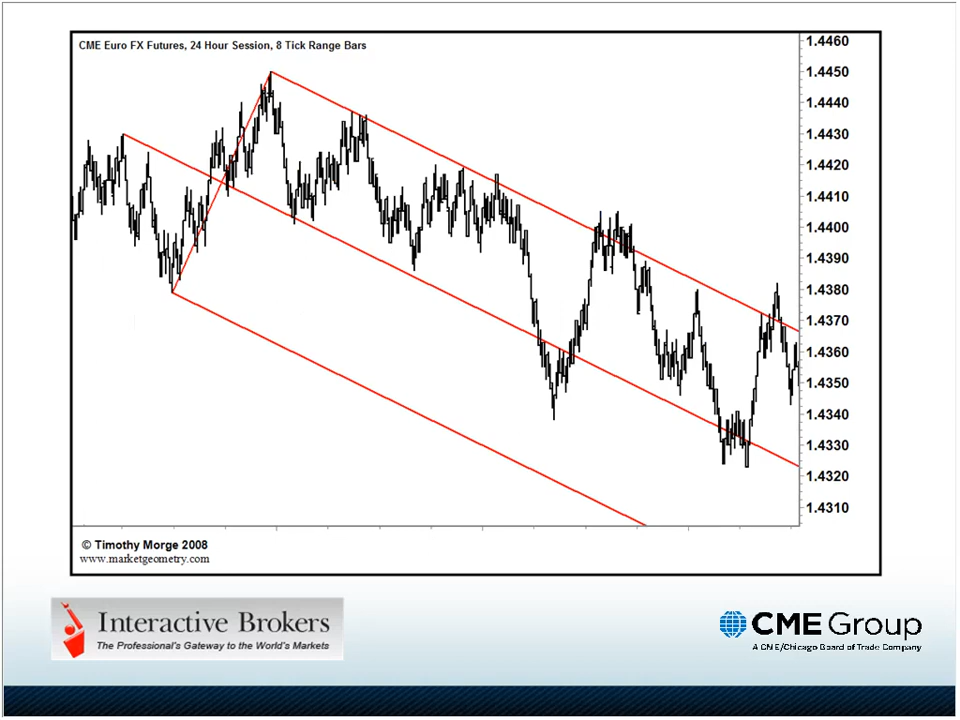 CME Euro FX Futures, 24 Hour Session, 8 Tick Range Bars
1.4460
1.4450
1.4440
1.4430
1.4420
1.4410
1.4400
1.4390
1.4380
1.4370
1.4360
1.4350
1.4340
1.4330
1.4320
1.4310
© Timothy Morge 2008
www.marketgeometry.com
Interactive Brokers
The Professional's Gateway to the World's Markets
CME Group
A CME/Chicago Board of Trade Company